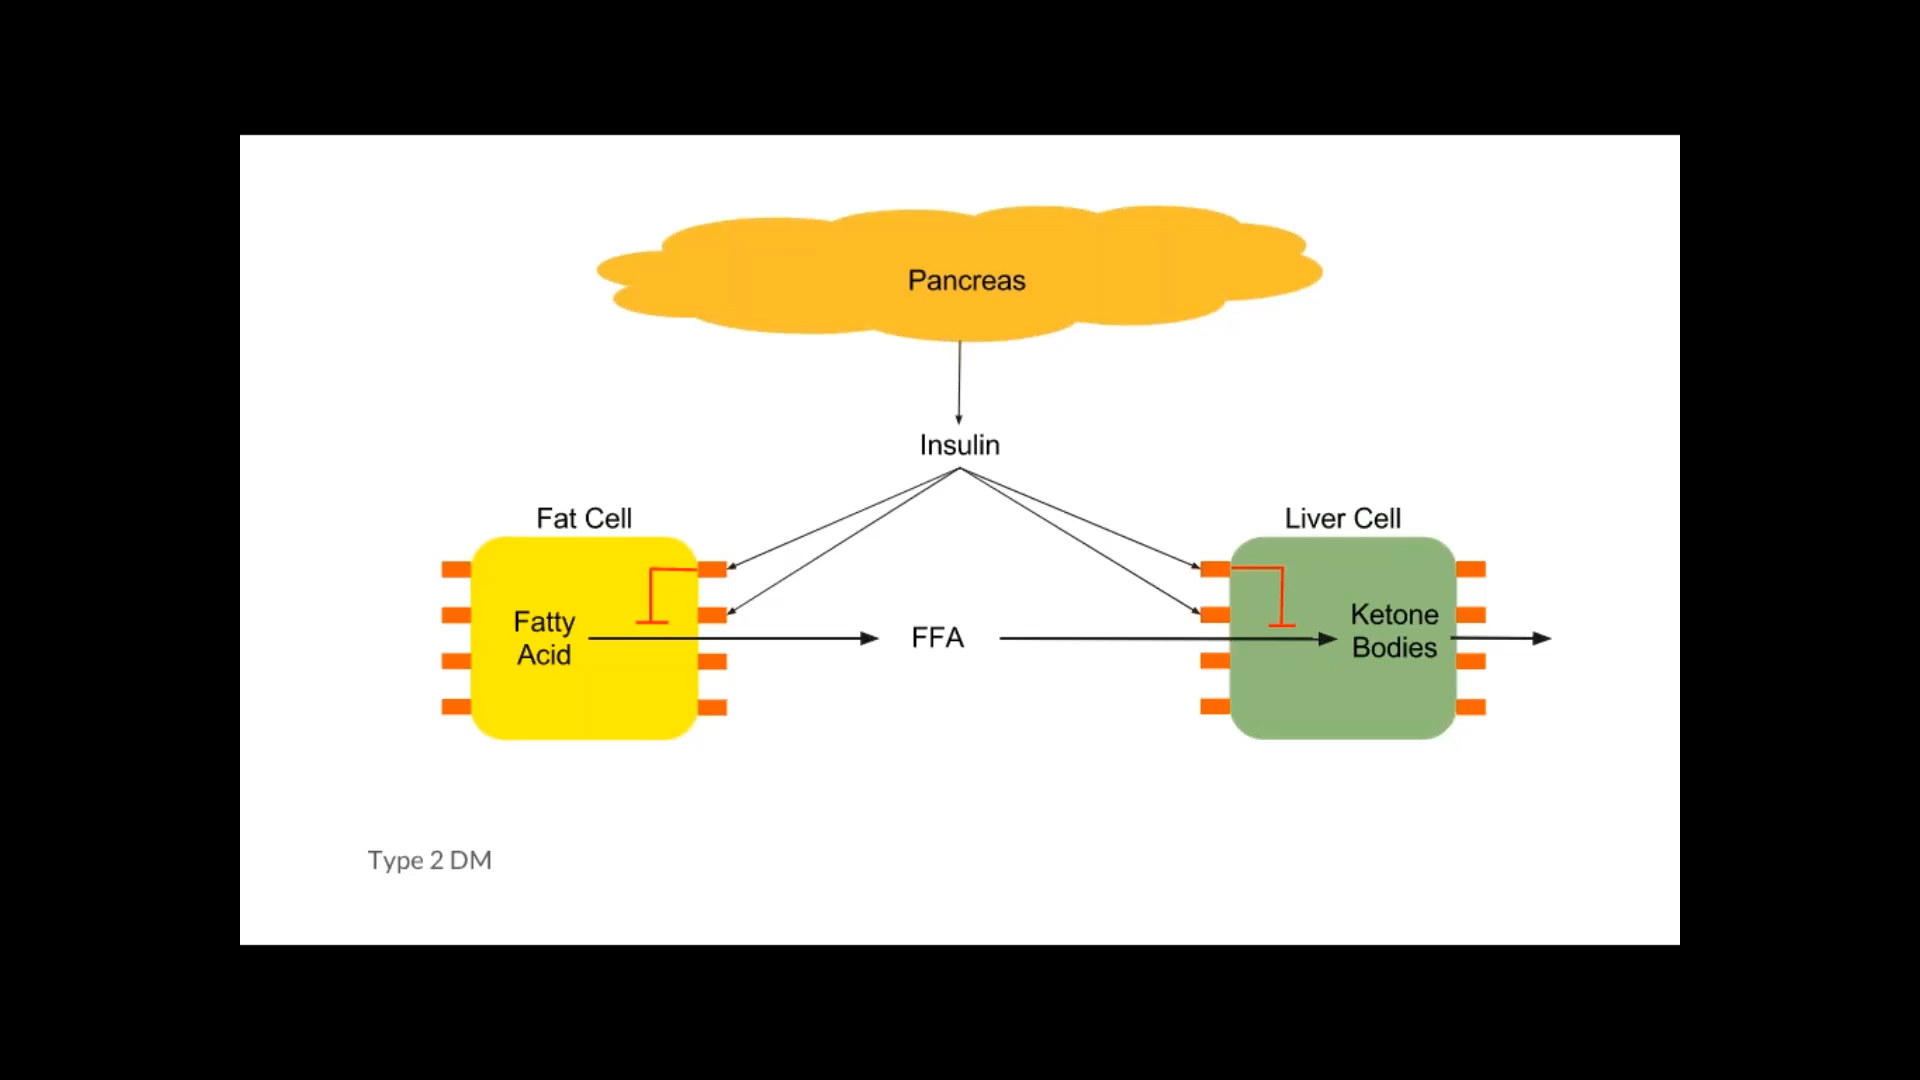 Pancreas
Insulin
Fat Cell
Liver Cell
Fatty
Acid
FFA
Ketone
Bodies
Type 2 DM